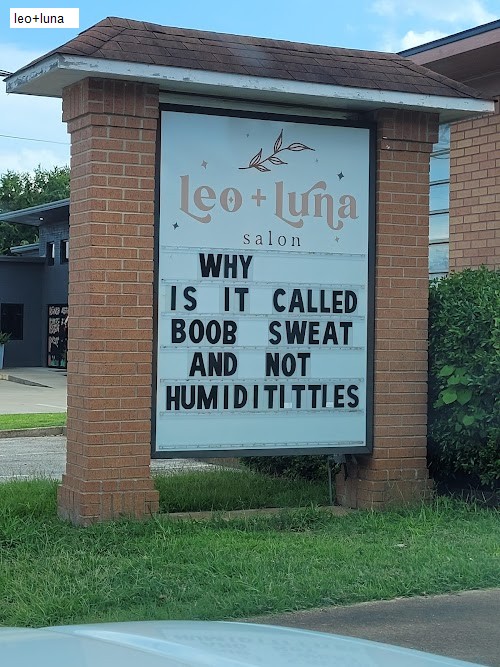 leo+luna
leo + luna
salon
WHY
IS IT CALLED
BOOB SWEAT
AND NOT
HUMIDITITTIES